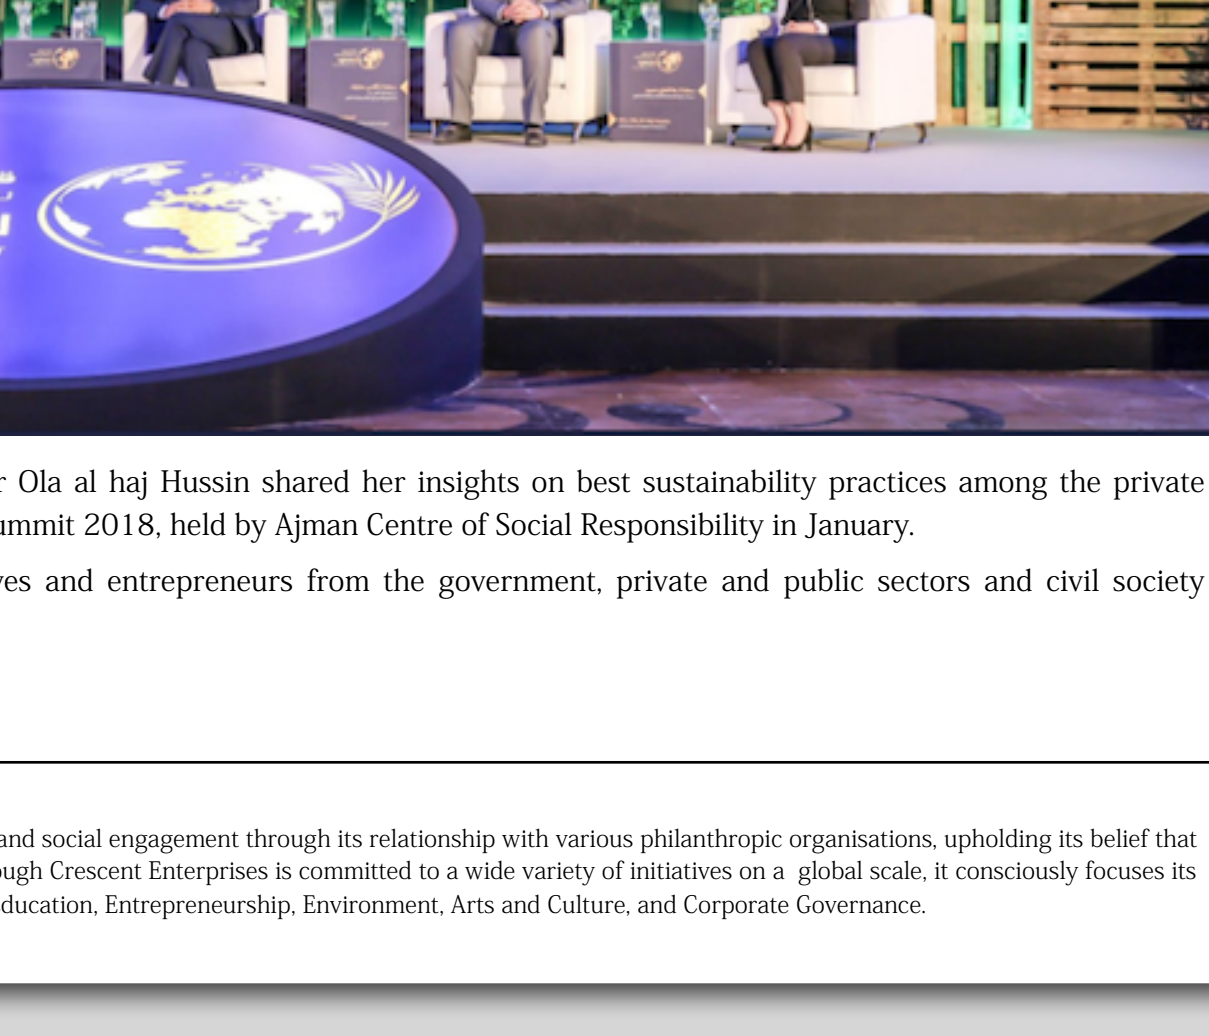 r Ola al haj Hussin shared her insights on best sustainability practices among the private
ummit 2018, held by Ajman Centre of Social Responsibility in January.
ves and entrepreneurs from the government, private and public sectors and civil society
and social engagement through its relationship with various philanthropic organisations, upholding its belief that
ough Crescent Enterprises is committed to a wide variety of initiatives on a global scale, it consciously focuses its
ducation, Entrepreneurship, Environment, Arts and Culture, and Corporate Governance.